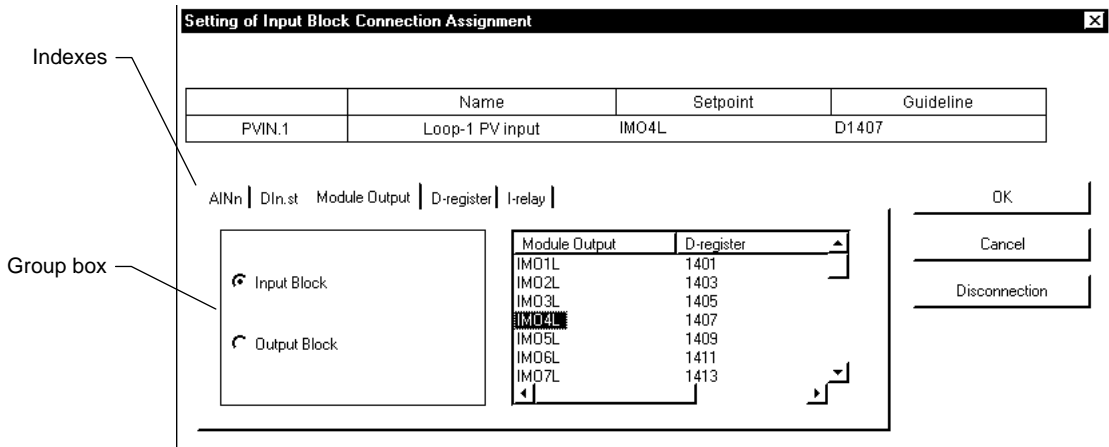 Setting of Input Block Connection Assignment
Indexes
Name Setpoint Guideline
PVIN.1 Loop-1 PV input IMO4L D1407
AINn DIn.st Module Output D-register I-relay
OK
Cancel
Disconnection
Group box
Input Block
Output Block
Module Output D-register
IMO1L 1401
IMO2L 1403
IMO3L 1405
IMO4L 1407
IMO5L 1409
IMO6L 1411
IMO7L 1413